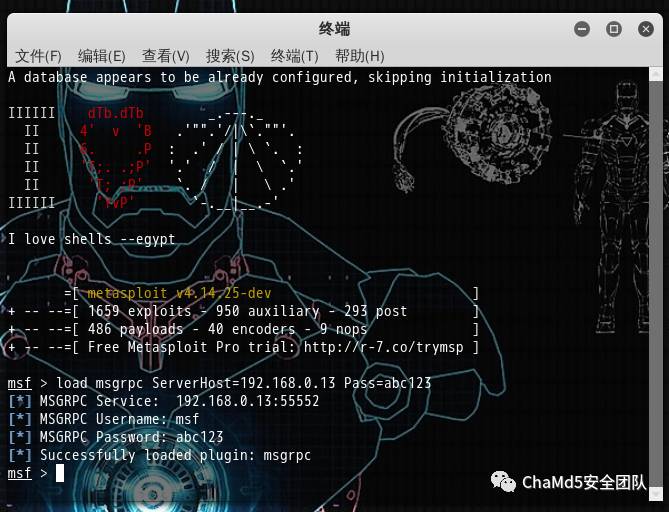 终端
文件(F) 编辑(E) 查看(V) 搜索(S) 终端(T) 帮助(H)
A database appears to be already configured, skipping initialization
IIIIII    dTb.dTb        _.---._
  II     4'  v  'B   .'"".'/|\`.""'.
  II     6.     .P  :  .' / | \ `.  :
  II     'T;. .;P'  '.'  /  |  \  `.'
  II      'T; ;P'    `. /   |   \ .'
IIIIII     'YvP'       `-.__|__.-'
I love shells --egypt
=[ metasploit v4.14.25-dev ]
+ -- --=[ 1659 exploits - 950 auxiliary - 293 post ]
+ -- --=[ 486 payloads - 40 encoders - 9 nops ]
+ -- --=[ Free Metasploit Pro trial: http://r-7.co/trymsp ]
msf > load msgrpc ServerHost=192.168.0.13 Pass=abc123
[*] MSGRPC Service:  192.168.0.13:55552
[*] MSGRPC Username: msf
[*] MSGRPC Password: abc123
[*] Successfully loaded plugin: msgrpc
msf >
ChaMd5安全团队